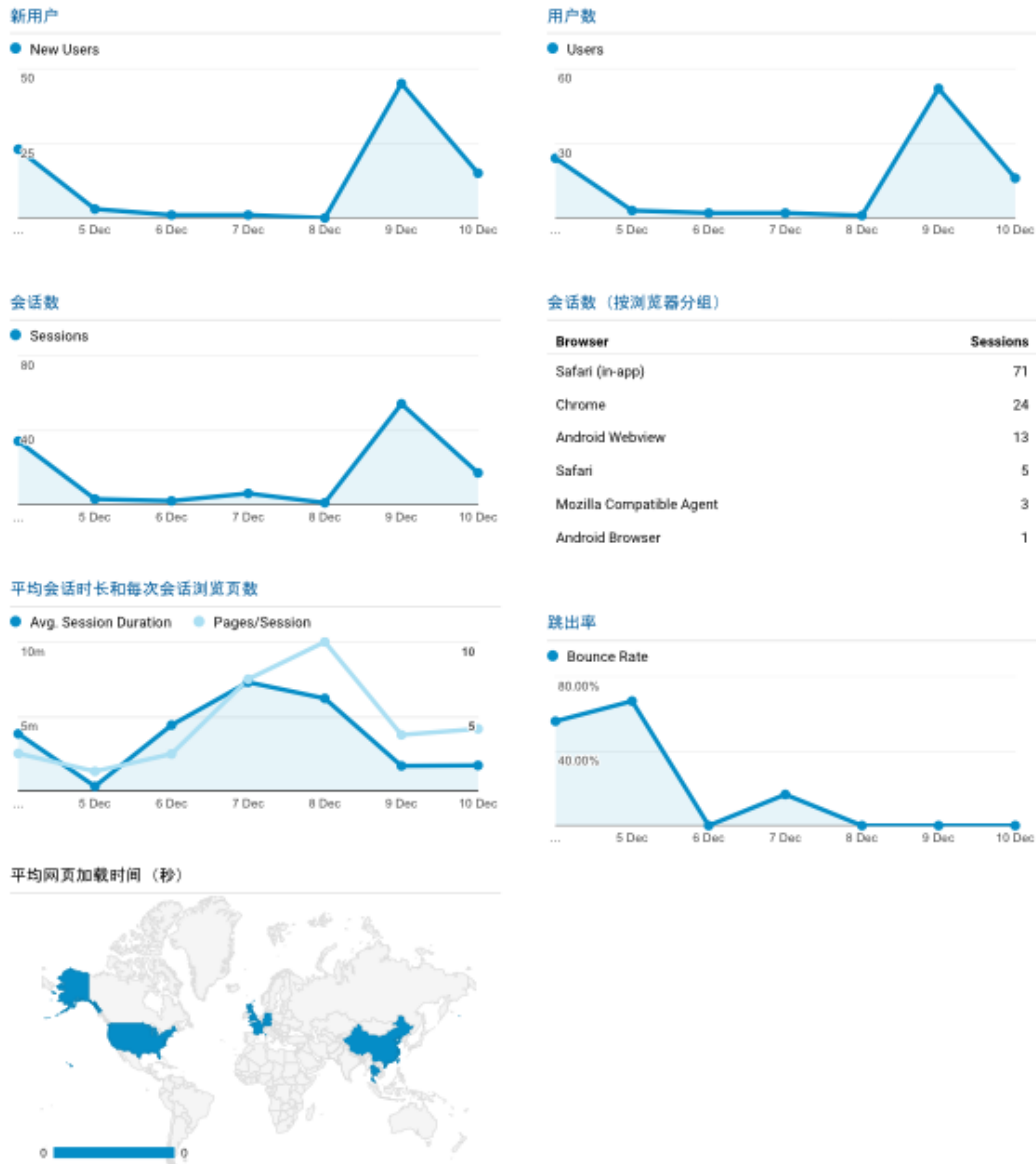 新用户
New Users
50
25
... 5 Dec 6 Dec 7 Dec 8 Dec 9 Dec 10 Dec
用户数
Users
60
30
... 5 Dec 6 Dec 7 Dec 8 Dec 9 Dec 10 Dec
会话数
Sessions
80
40
... 5 Dec 6 Dec 7 Dec 8 Dec 9 Dec 10 Dec
会话数（按浏览器分组）
Browser Sessions
Safari (in-app) 71
Chrome 24
Android Webview 13
Safari 5
Mozilla Compatible Agent 3
Android Browser 1
平均会话时长和每次会话浏览页数
Avg. Session Duration Pages/Session
10m 10
5m 5
... 5 Dec 6 Dec 7 Dec 8 Dec 9 Dec 10 Dec
跳出率
Bounce Rate
80.00%
40.00%
... 5 Dec 6 Dec 7 Dec 8 Dec 9 Dec 10 Dec
平均网页加载时间（秒）
0 0